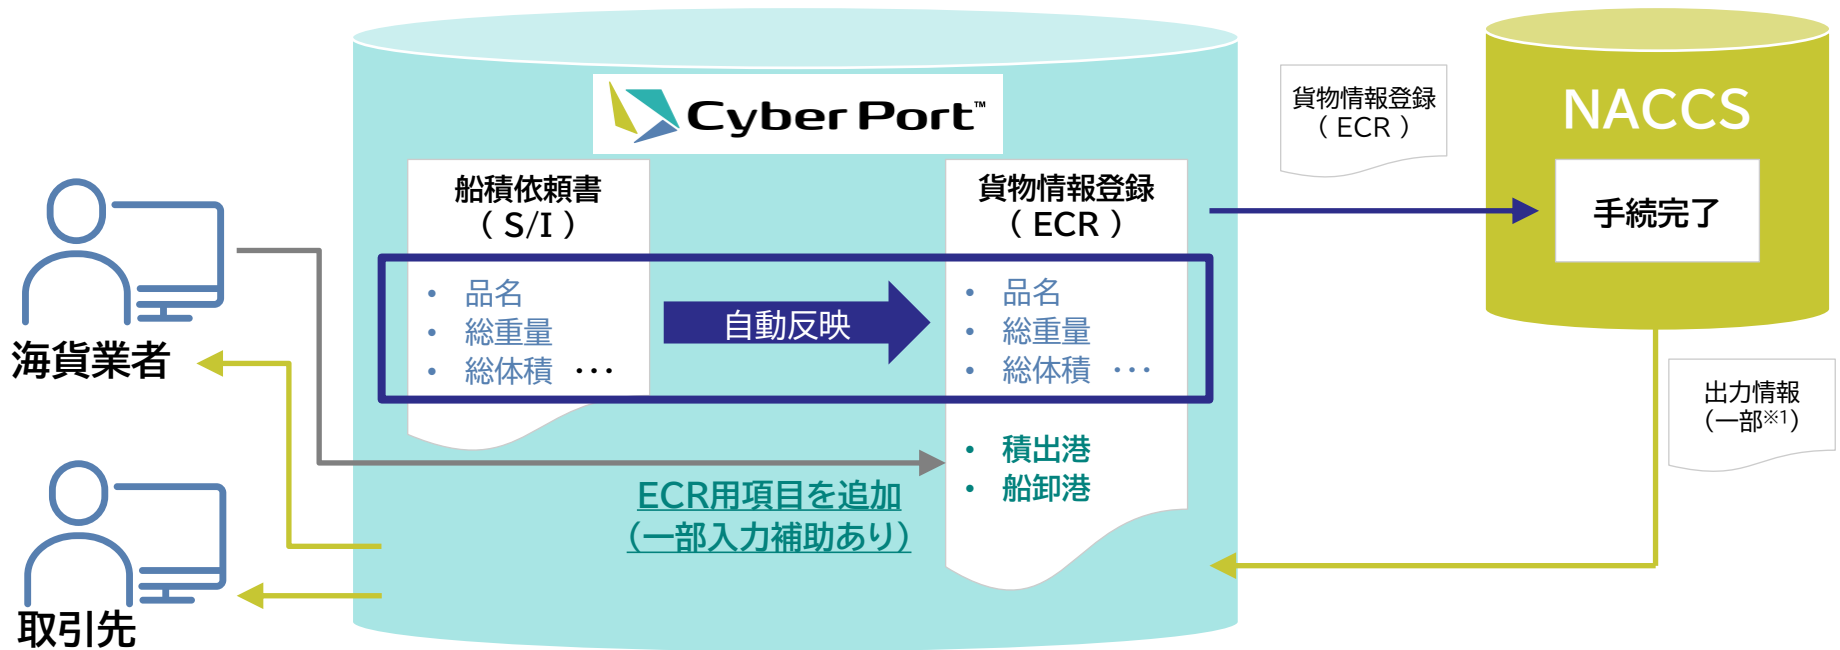 Cyber Port™
船積依頼書
（ S/I ）
• 品名
• 総重量
• 総体積 ・・・
自動反映
貨物情報登録
（ ECR ）
• 品名
• 総重量
• 総体積 ・・・
• 積出港
• 船卸港
ECR用項目を追加
（一部入力補助あり）
海貨業者
取引先
貨物情報登録
（ ECR ）
NACCS
手続完了
出力情報
（一部※1）